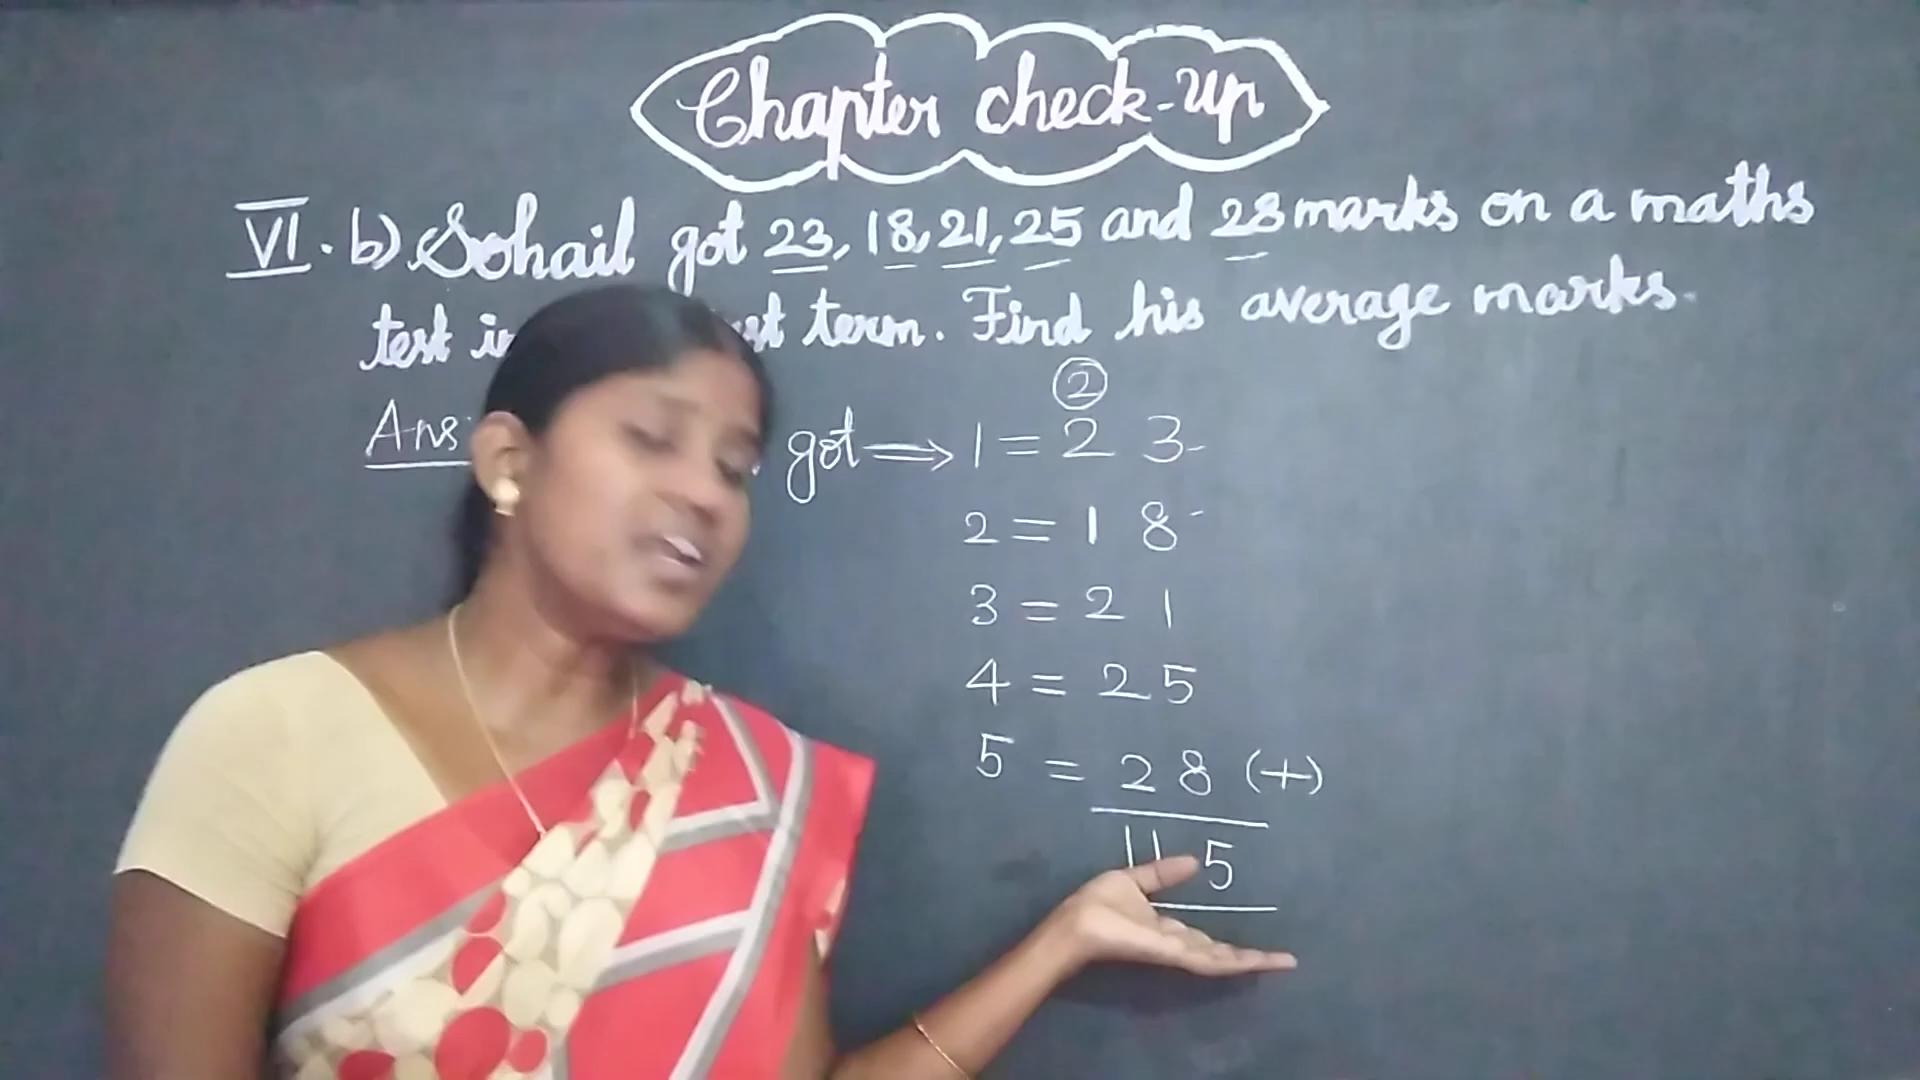 Chapter check-up
VI. b) Sohail got 23, 18, 21, 25 and 28 marks on a maths
test term. Find his average marks.
2
Ans: got ⟹ 1 = 2 3
2 = 1 8
3 = 2 1
4 = 2 5
5 = 2 8 (+)
115